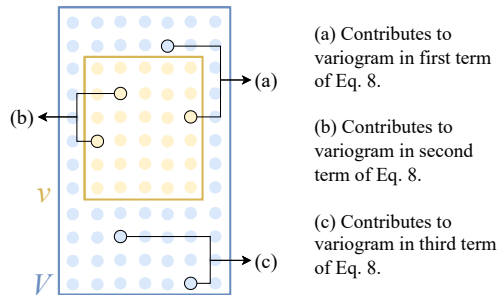 (a) Contributes to
variogram in first term
of Eq. 8.
(a)
(b)
(b) Contributes to
variogram in second
term of Eq. 8.
v
(c) Contributes to
variogram in third term
of Eq. 8.
(c)
V